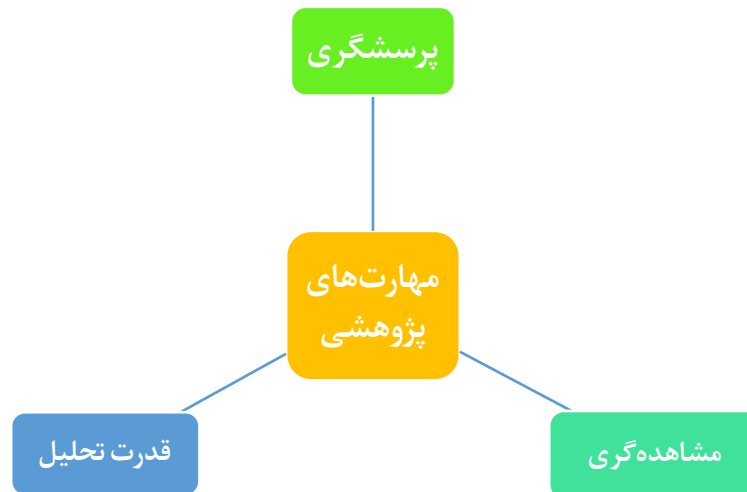 پرسشگری
مهارت‌های
پژوهشی
مشاهده‌گری
قدرت تحلیل